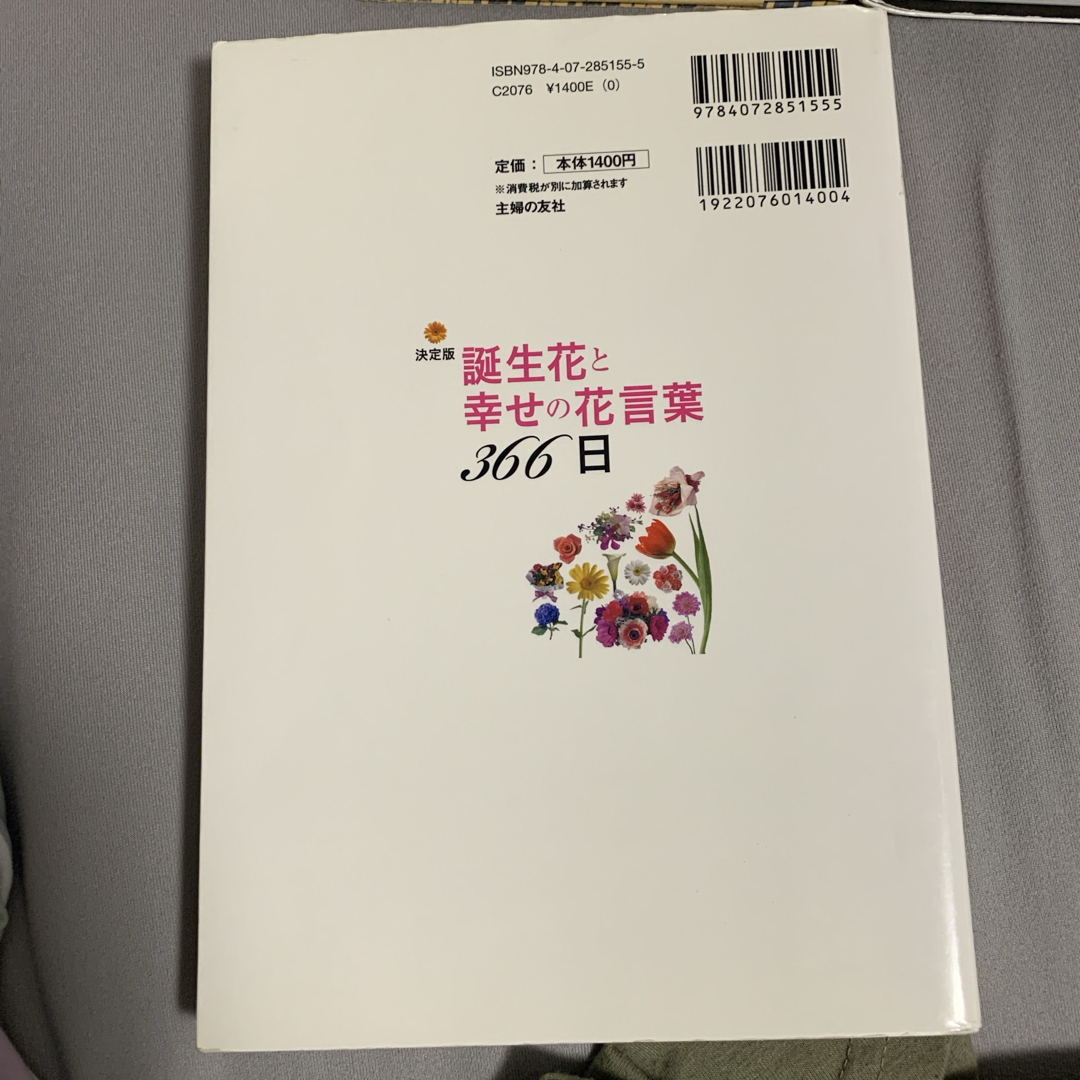 ISBN978-4-07-285155-5
C2076 ¥1400E (0)
9784072851555
定価： 本体1400円
※消費税が別に加算されます
主婦の友社
1922076014004
決定版
誕生花と
幸せの花言葉
366日